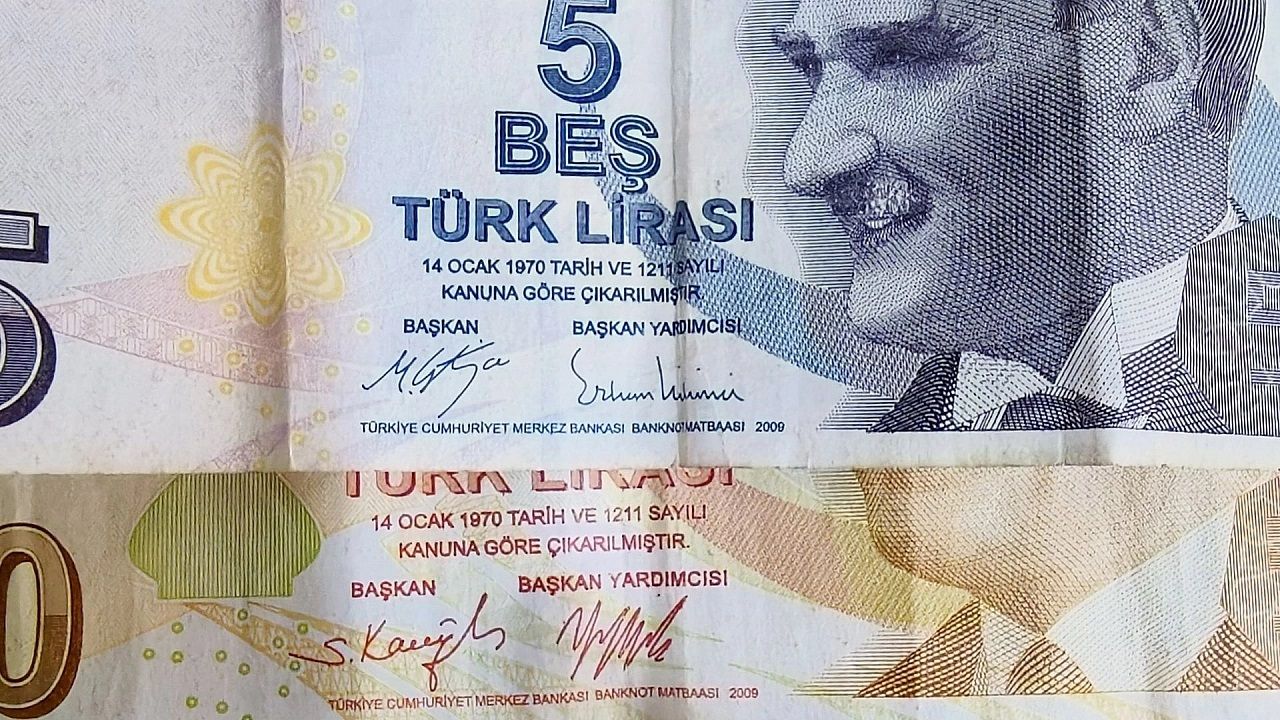 5
BEŞ
TÜRK LİRASI
14 OCAK 1970 TARİH VE 1211 SAYILI
KANUNA GÖRE ÇIKARILMIŞTIR
BAŞKAN BAŞKAN YARDIMCISI
TÜRKİYE CUMHURİYET MERKEZ BANKASI BANKNOT MATBAASI 2009
5
TÜRK LİRASI
14 OCAK 1970 TARİH VE 1211 SAYILI
KANUNA GÖRE ÇIKARILMIŞTIR.
BAŞKAN BAŞKAN YARDIMCISI
TÜRKİYE CUMHURİYET MERKEZ BANKASI BANKNOT MATBAASI 2009
0